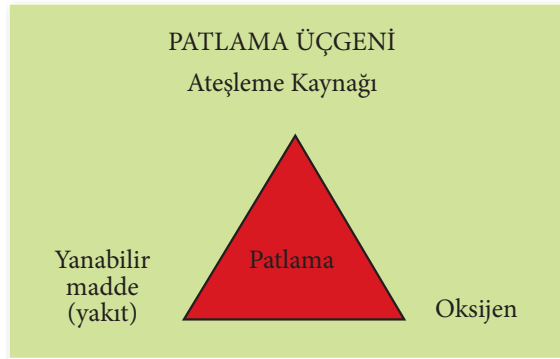 PATLAMA ÜÇGENİ
Ateşleme Kaynağı
Patlama
Yanabilir
madde
(yakıt)
Oksijen